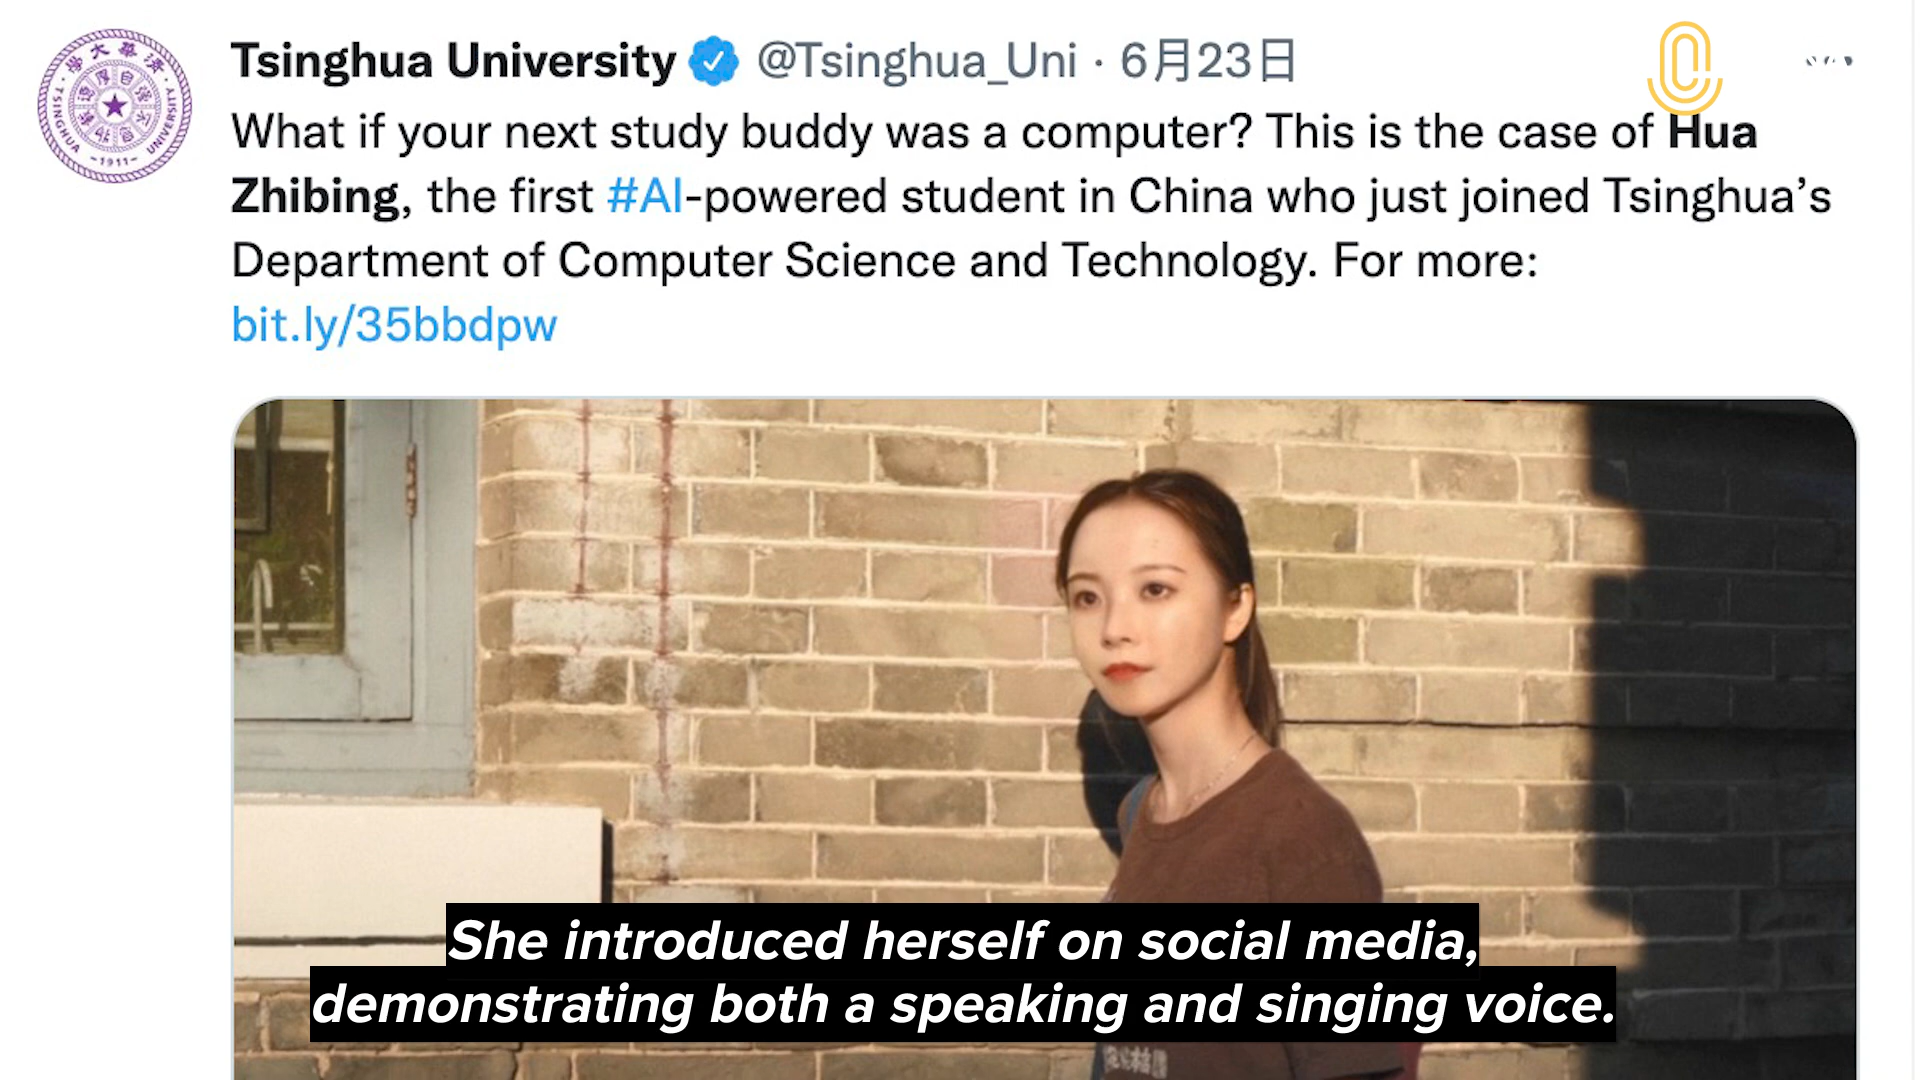 Tsinghua University @Tsinghua_Uni · 6月23日
What if your next study buddy was a computer? This is the case of Hua
Zhibing, the first #AI-powered student in China who just joined Tsinghua’s
Department of Computer Science and Technology. For more:
bit.ly/35bbdpw
TSINGHUA UNIVERSITY
-1911-
She introduced herself on social media,
demonstrating both a speaking and singing voice.